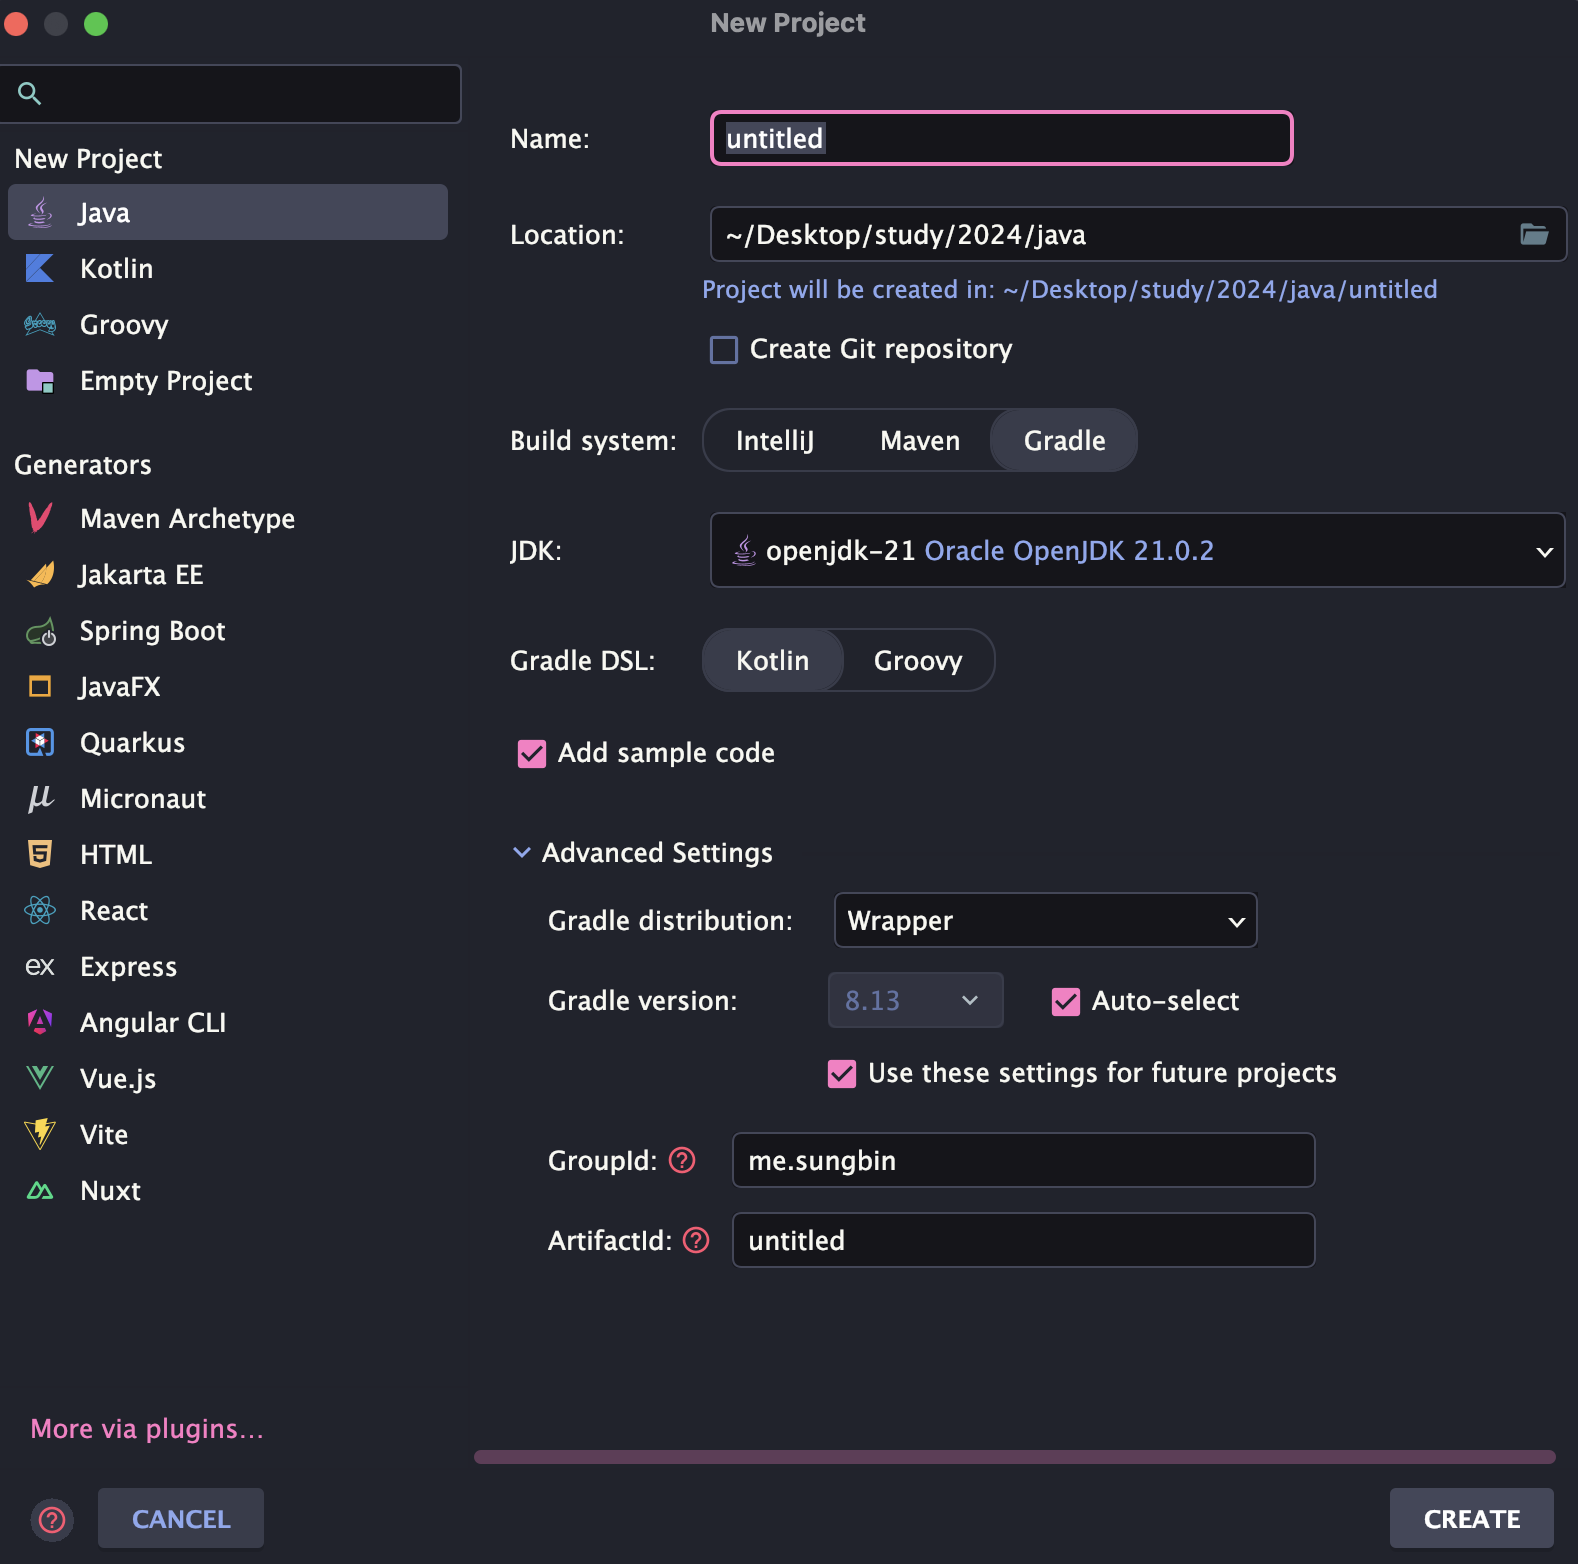 New Project
New Project
Java
Kotlin
Groovy
Empty Project
Generators
Maven Archetype
Jakarta EE
Spring Boot
JavaFX
Quarkus
Micronaut
HTML
React
ex Express
Angular CLI
Vue.js
Vite
Nuxt
More via plugins...
Name: untitled
Location: ~/Desktop/study/2024/java
Project will be created in: ~/Desktop/study/2024/java/untitled
Create Git repository
Build system: IntelliJ Maven Gradle
JDK: openjdk-21 Oracle OpenJDK 21.0.2
Gradle DSL: Kotlin Groovy
Add sample code
Advanced Settings
Gradle distribution: Wrapper
Gradle version: 8.13 Auto-select
Use these settings for future projects
GroupId: ? me.sungbin
ArtifactId: ? untitled
? CANCEL CREATE